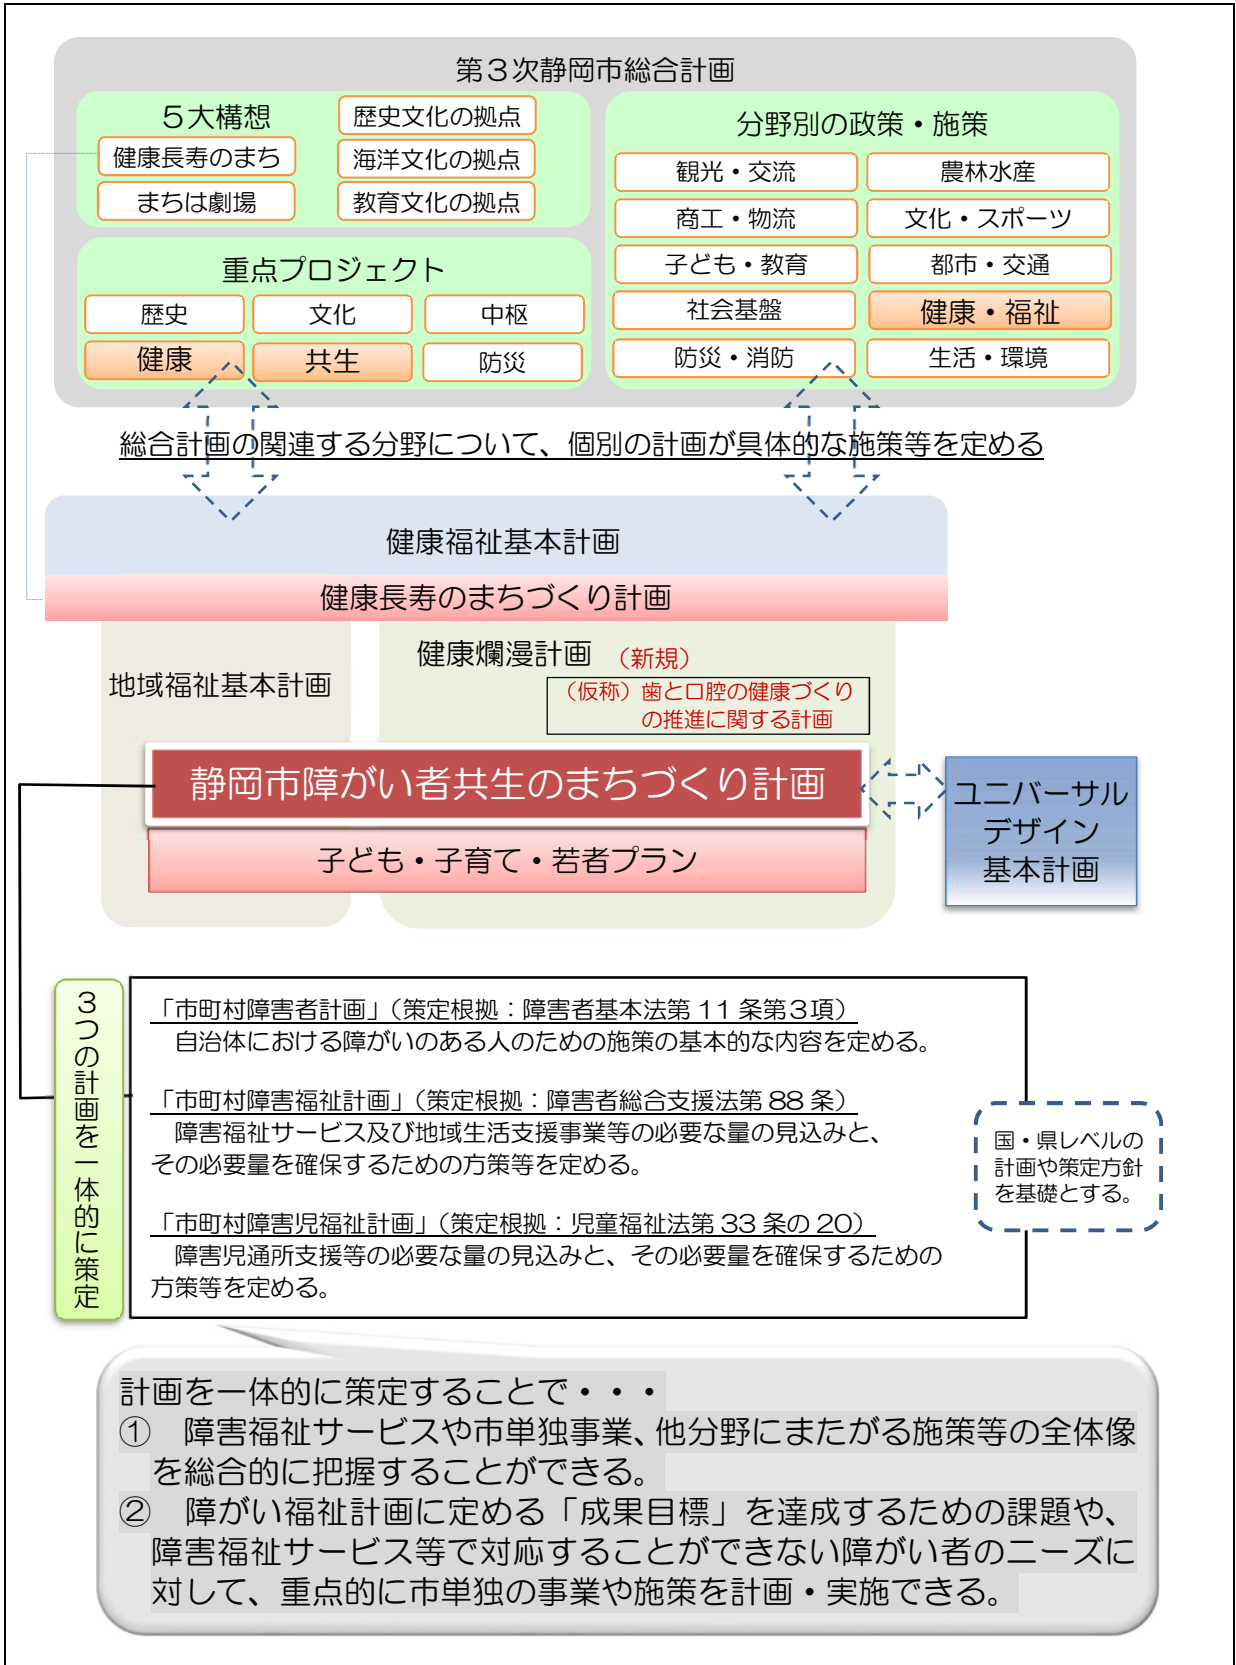 第3次静岡市総合計画
5大構想
健康長寿のまち
まちは劇場
歴史文化の拠点
海洋文化の拠点
教育文化の拠点
重点プロジェクト
歴史
文化
中枢
健康
共生
防災
分野別の政策・施策
観光・交流
農林水産
商工・物流
文化・スポーツ
子ども・教育
都市・交通
社会基盤
健康・福祉
防災・消防
生活・環境
総合計画の関連する分野について、個別の計画が具体的な施策等を定める
健康福祉基本計画
健康長寿のまちづくり計画
地域福祉基本計画
健康爛漫計画
（新規）
（仮称）歯と口腔の健康づくり
の推進に関する計画
静岡市障がい者共生のまちづくり計画
子ども・子育て・若者プラン
ユニバーサル
デザイン
基本計画
3つの計画を一体的に策定
「市町村障害者計画」（策定根拠：障害者基本法第11条第3項）
自治体における障がいのある人のための施策の基本的な内容を定める。
「市町村障害福祉計画」（策定根拠：障害者総合支援法第88条）
障害福祉サービス及び地域生活支援事業等の必要な量の見込みと、
その必要量を確保するための方策等を定める。
「市町村障害児福祉計画」（策定根拠：児童福祉法第33条の20）
障害児通所支援等の必要な量の見込みと、その必要量を確保するための
方策等を定める。
国・県レベルの
計画や策定方針
を基礎とする。
計画を一体的に策定することで・・・
① 障害福祉サービスや市単独事業、他分野にまたがる施策等の全体像
を総合的に把握することができる。
② 障がい福祉計画に定める「成果目標」を達成するための課題や、
障害福祉サービス等で対応することができない障がい者のニーズに
対して、重点的に市単独の事業や施策を計画・実施できる。